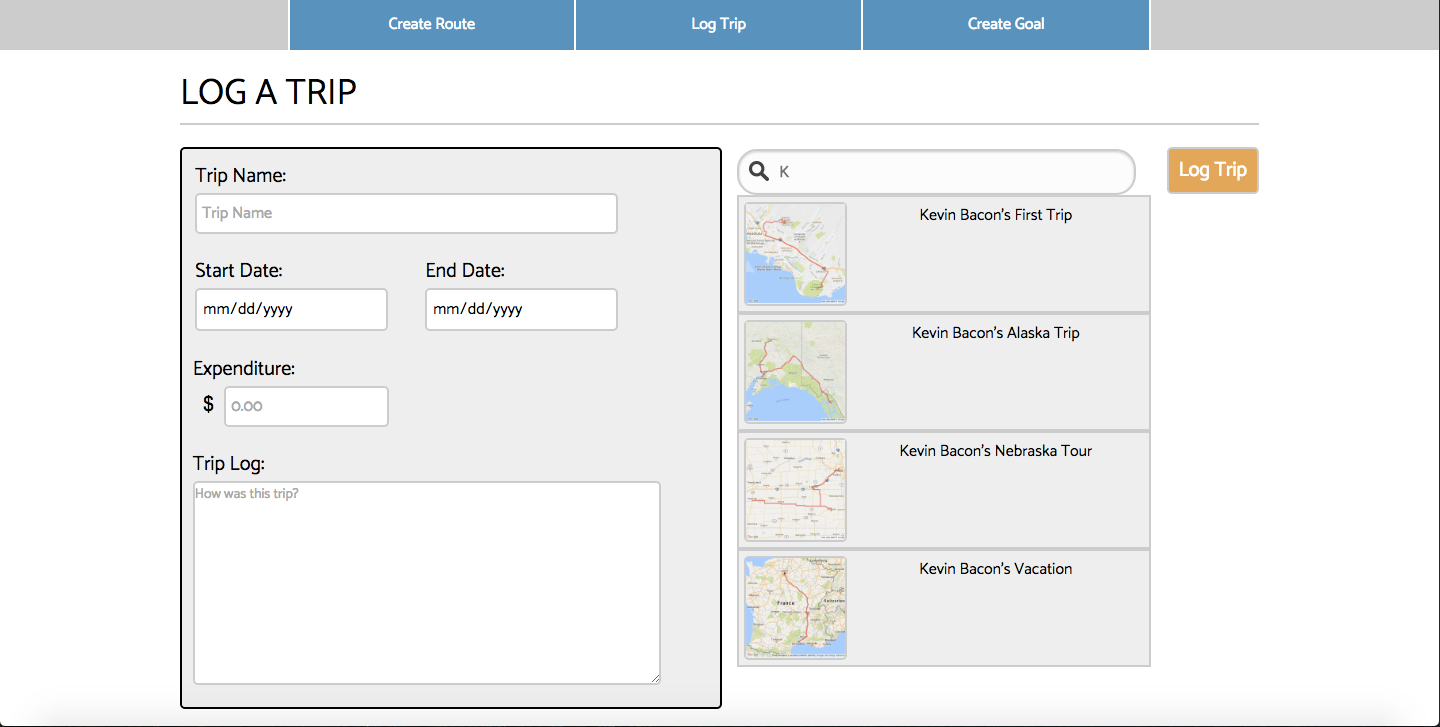 Create Route
Log Trip
Create Goal
LOG A TRIP
Trip Name:
Trip Name
Start Date:
End Date:
mm/dd/yyyy
mm/dd/yyyy
Expenditure:
$ 0.00
Trip Log:
How was this trip?
K
Log Trip
Kevin Bacon's First Trip
Kevin Bacon's Alaska Trip
Kevin Bacon's Nebraska Tour
Kevin Bacon's Vacation
France